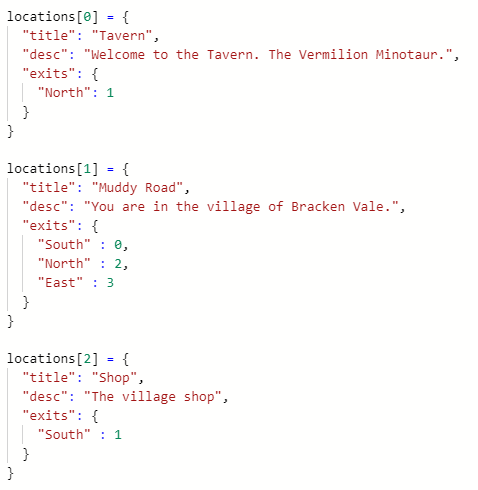 locations[0] = {
"title": "Tavern",
"desc": "Welcome to the Tavern. The Vermilion Minotaur.",
"exits": {
"North": 1
}
}
locations[1] = {
"title": "Muddy Road",
"desc": "You are in the village of Bracken Vale.",
"exits": {
"South" : 0,
"North" : 2,
"East" : 3
}
}
locations[2] = {
"title": "Shop",
"desc": "The village shop",
"exits": {
"South" : 1
}
}